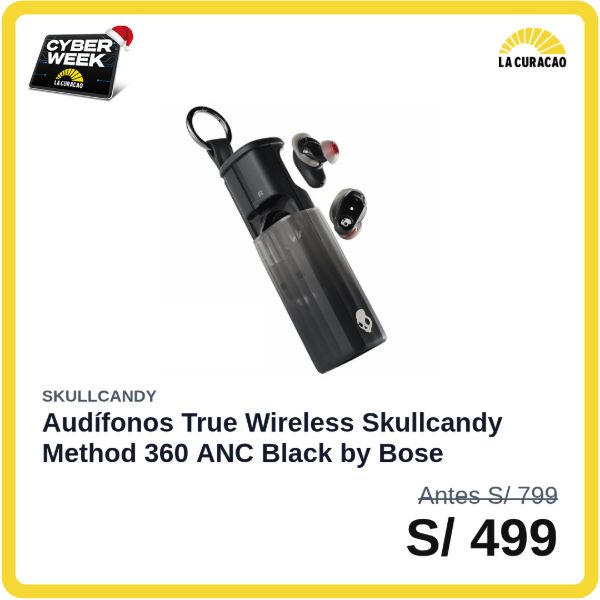 CYBER
WEEK
LA CURACAO
LA CURACAO
R
SKULLCANDY
Audífonos True Wireless Skullcandy
Method 360 ANC Black by Bose
Antes S/ 799
S/ 499